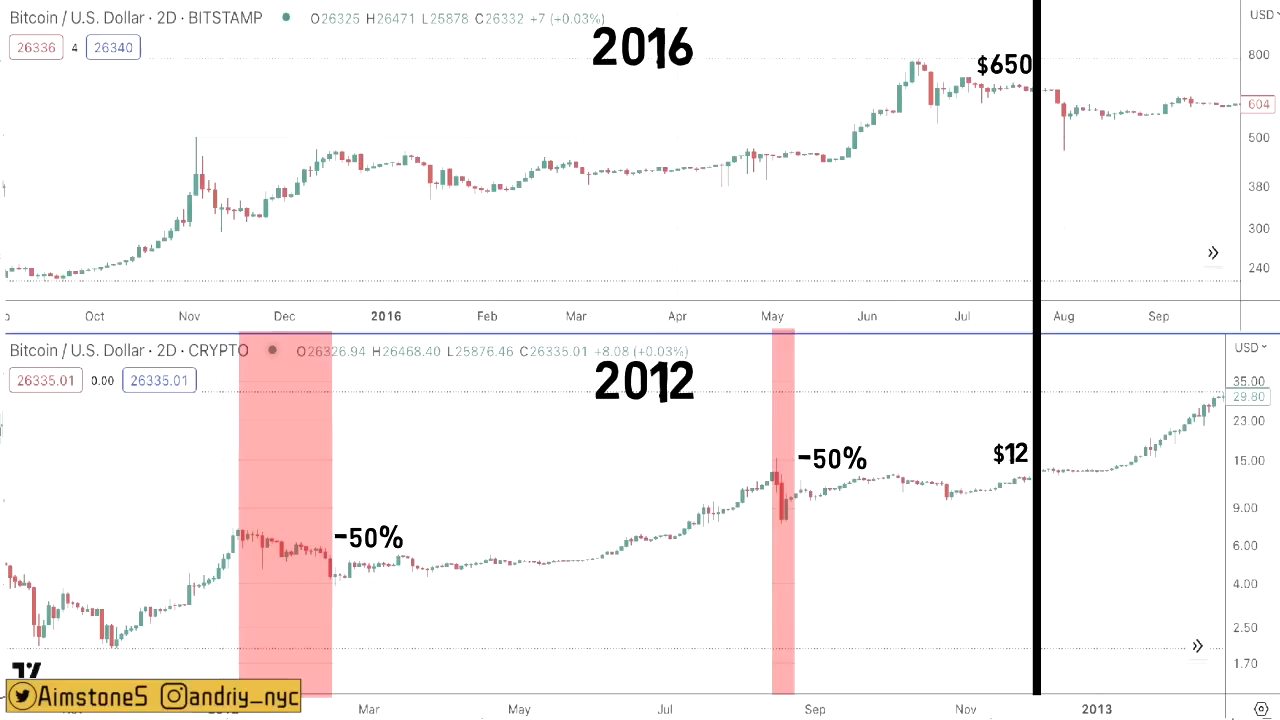 Bitcoin / U.S. Dollar · 2D · BITSTAMP O26325 H26471 L25878 C26332 +7 (+0.03%)
USD
26336 4 26340
2016
800
$650
604
500
380
300
240
Oct Nov Dec 2016 Feb Mar Apr May Jun Jul Aug Sep
Bitcoin / U.S. Dollar · 2D · CRYPTO O26326.94 H26468.40 L25876.46 C26335.01 +8.08 (+0.03%)
USD
26335.01 0.00 26335.01
2012
35.00
29.80
23.00
-50%
$12
15.00
9.00
-50%
6.00
4.00
2.50
1.70
Aimstone5 andriy_nyc
Mar May Jul Sep Nov 2013